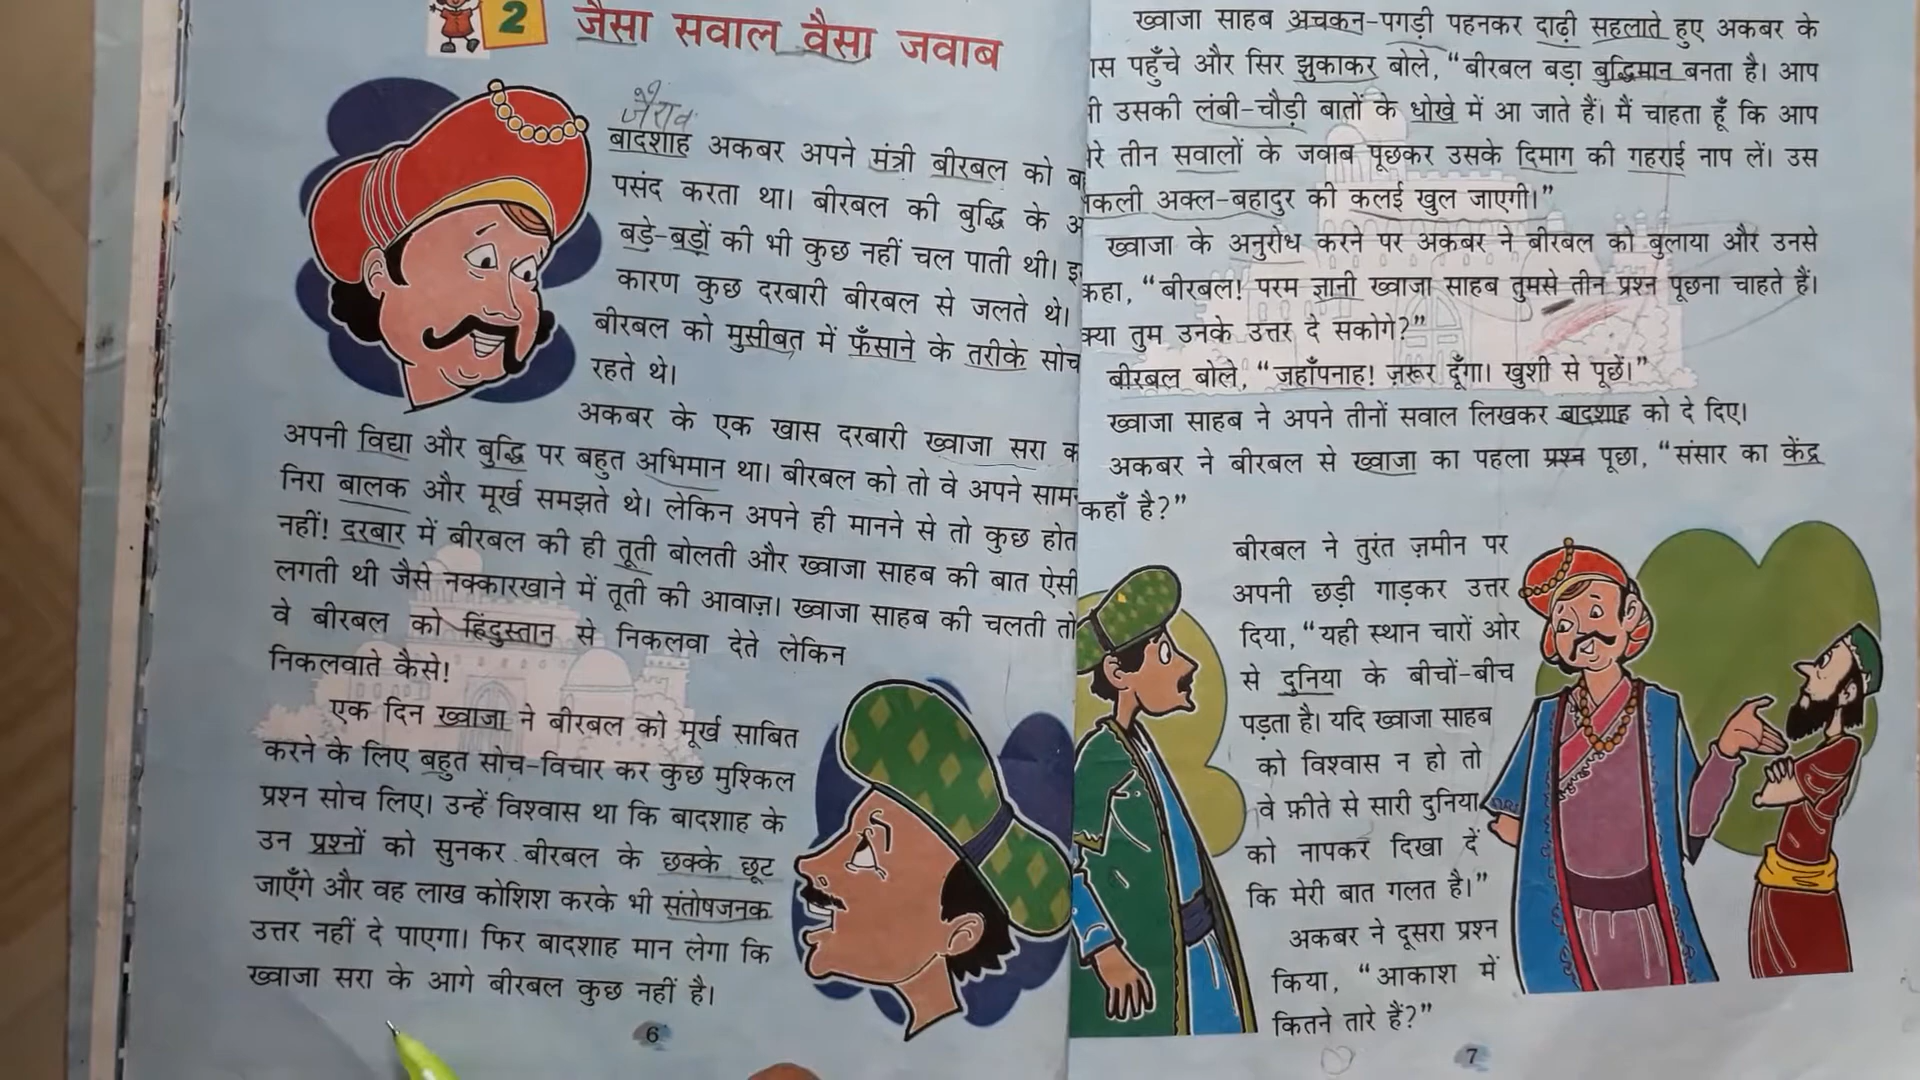 2
जैसा सवाल वैसा जवाब
बादशाह अकबर अपने मंत्री बीरबल को
पसंद करता था। बीरबल की बुद्धि के
बड़े-बड़ों की भी कुछ नहीं चल पाती थी।
कारण कुछ दरबारी बीरबल से जलते थे।
बीरबल को मुसीबत में फँसाने के तरीके सोच
रहते थे।
अकबर के एक खास दरबारी ख्वाजा सरा
अपनी विद्या और बुद्धि पर बहुत अभिमान था। बीरबल को तो वे अपने
निरा बालक और मूर्ख समझते थे। लेकिन अपने ही मानने से तो कुछ होत
नहीं! दरबार में बीरबल की ही तूती बोलती और ख्वाजा साहब की बात ऐसी
लगती थी जैसे नक्कारखाने में तूती की आवाज़। ख्वाजा साहब की चलती तो
वे बीरबल को हिंदुस्तान से निकलवा देते लेकिन
निकलवाते कैसे!
एक दिन ख्वाजा ने बीरबल को मूर्ख साबित
करने के लिए बहुत सोच-विचार कर कुछ मुश्किल
प्रश्न सोच लिए। उन्हें विश्वास था कि बादशाह के
उन प्रश्नों को सुनकर बीरबल के छक्के छूट
जाएँगे और वह लाख कोशिश करके भी संतोषजनक
उत्तर नहीं दे पाएगा। फिर बादशाह मान लेगा कि
ख्वाजा सरा के आगे बीरबल कुछ नहीं है।
6
ख्वाजा साहब अचकन-पगड़ी पहनकर दाढ़ी सहलाते हुए अकबर के
पहुँचे और सिर झुकाकर बोले, “बीरबल बड़ा बुद्धिमान बनता है। आप
उसकी लंबी-चौड़ी बातों के धोखे में आ जाते हैं। मैं चाहता हूँ कि आप
तीन सवालों के जवाब पूछकर उसके दिमाग की गहराई नाप लें। उस
अक्ल-बहादुर की कलई खुल जाएगी।”
ख्वाजा के अनुरोध करने पर अकबर ने बीरबल को बुलाया और उनसे
कहा, “बीरबल! परम ज्ञानी ख्वाजा साहब तुमसे तीन प्रश्न पूछना चाहते हैं।
क्या तुम उनके उत्तर दे सकोगे?”
बीरबल बोले, “जहाँपनाह! ज़रूर दूँगा। खुशी से पूछें।”
ख्वाजा साहब ने अपने तीनों सवाल लिखकर बादशाह को दे दिए।
अकबर ने बीरबल से ख्वाजा का पहला प्रश्न पूछा, “संसार का केंद्र
कहाँ है?”
बीरबल ने तुरंत ज़मीन पर
अपनी छड़ी गाड़कर उत्तर
दिया, “यही स्थान चारों ओर
से दुनिया के बीचों-बीच
पड़ता है। यदि ख्वाजा साहब
को विश्वास न हो तो
वे फ़ीते से सारी दुनिया
को नापकर दिखा दें
कि मेरी बात गलत है।”
अकबर ने दूसरा प्रश्न
किया, “आकाश में
कितने तारे हैं?”
7